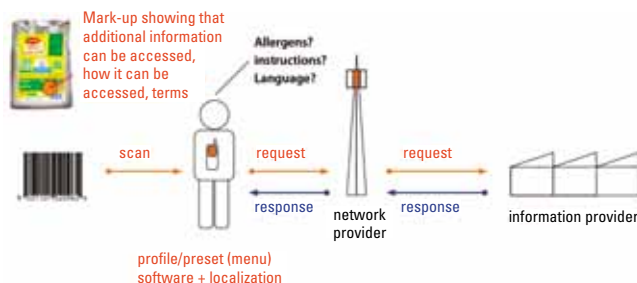 Mark-up showing that
additional information
can be accessed,
how it can be
accessed, terms
Allergens?
instructions?
Language?
scan
request
request
response
response
network
provider
information provider
profile/preset (menu)
software + localization